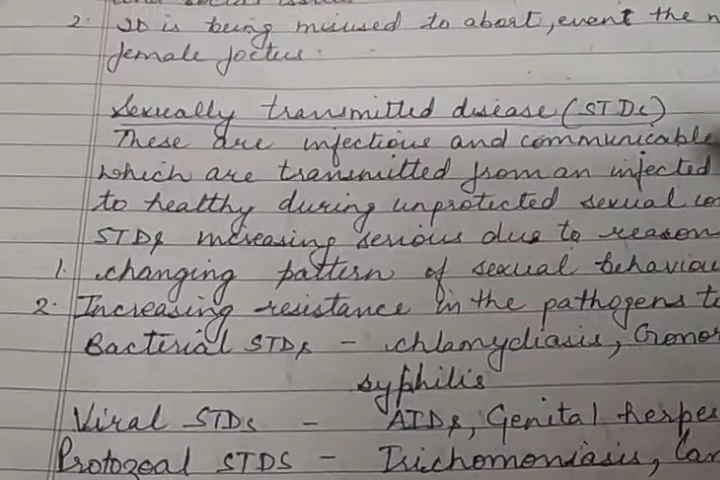 2. It is being misused to abort, event the
female foetus.
Sexually transmitted disease (STDs)
These are infectious and communicable
which are transmitted from an infected
to healthy during unprotected sexual
STDs increasing serious due to reason
1. changing pattern of sexual behaviou
2. Increasing resistance in the pathogens t
Bacterial STDs - chlamydiasis, Gonor
syphilis
Viral STDs - AIDs, Genital herpes
Protozoal STDS - Trichomoniasis,